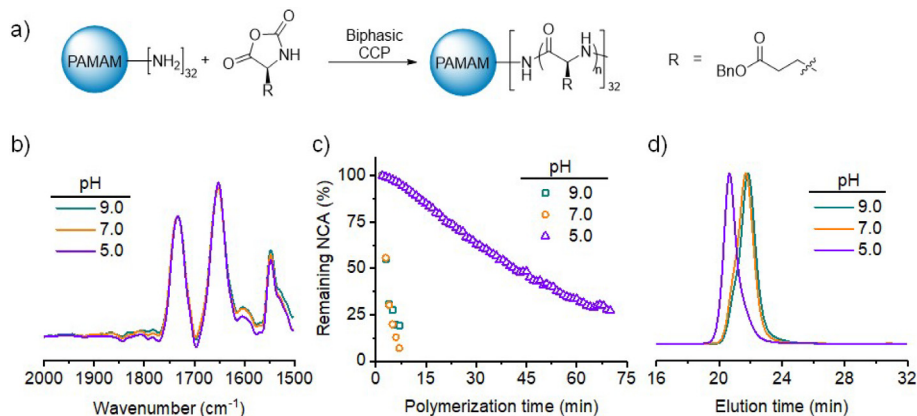 a)
PAMAM
[NH2]32
+
O
O
O
NH
R
Biphasic
CCP
PAMAM
N
H
O
H
N
n
R
32
R =
O
BnO
b)
pH
9.0
7.0
5.0
2000 1900 1800 1700 1600 1500
Wavenumber (cm⁻¹)
c)
Remaining NCA (%)
100
75
50
25
0
pH
9.0
7.0
5.0
0 15 30 45 60 75
Polymerization time (min)
d)
pH
9.0
7.0
5.0
16 20 24 28 32
Elution time (min)